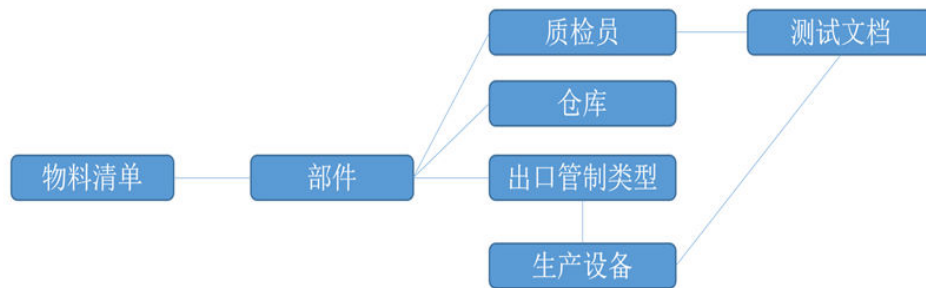 质检员
测试文档
仓库
物料清单
部件
出口管制类型
生产设备